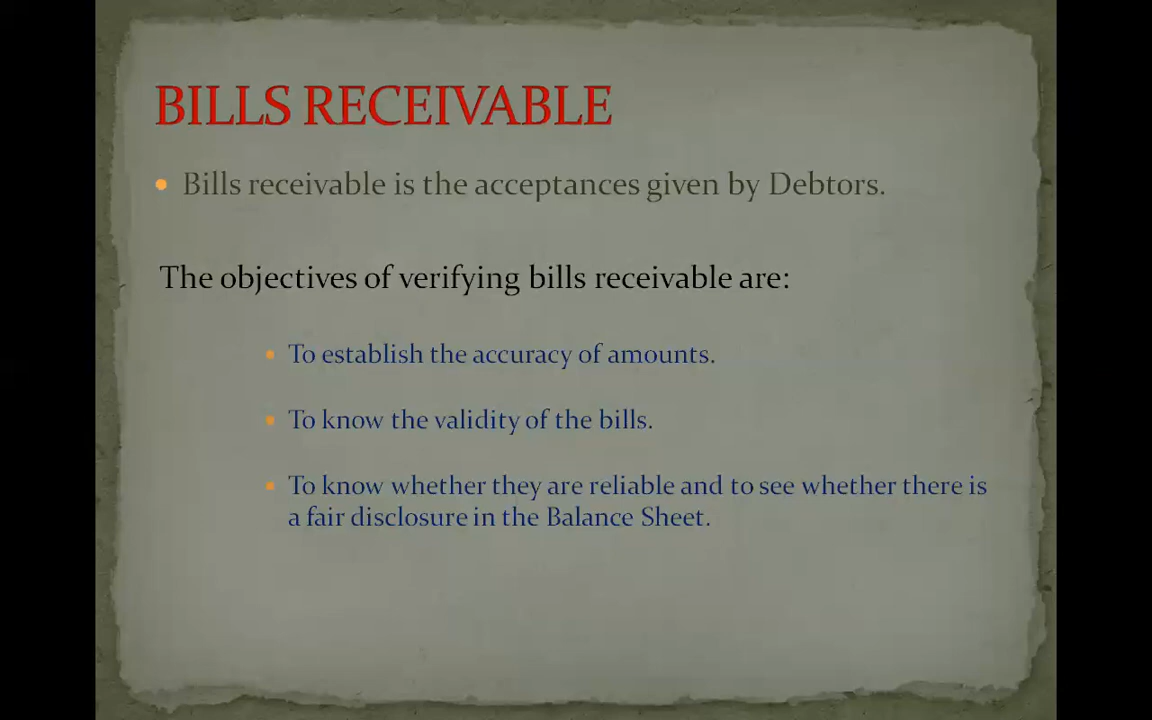 BILLS RECEIVABLE
Bills receivable is the acceptances given by Debtors.
The objectives of verifying bills receivable are:
To establish the accuracy of amounts.
To know the validity of the bills.
To know whether they are reliable and to see whether there is
a fair disclosure in the Balance Sheet.